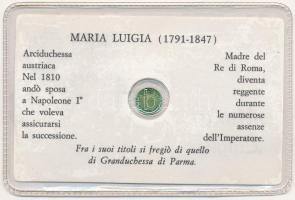 MARIA LUIGIA (1791-1847)
Arciduchessa
austriaca
Nel 1810
andò sposa
a Napoleone I°
che voleva
assicurarsi
la successione.
10
Madre del
Re di Roma,
diventa
reggente
durante
le numerose
assenze
dell'Imperatore.
Fra i suoi titoli si fregiò di quello
di Granduchessa di Parma.